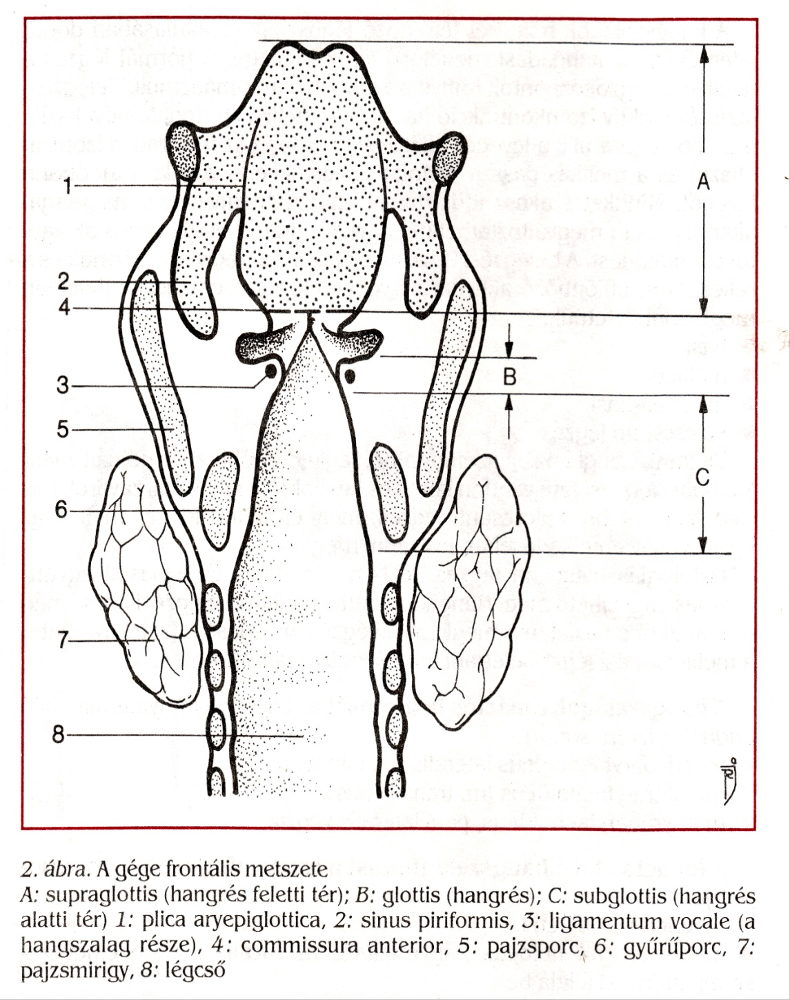 1
A
2
4
3
B
5
C
6
7
8
2. ábra. A gége frontális metszete
A: supraglottis (hangrés feletti tér); B: glottis (hangrés); C: subglottis (hangrés
alatti tér) 1: plica aryepiglottica, 2: sinus piriformis, 3: ligamentum vocale (a
hangszalag része), 4: commissura anterior, 5: pajzsporc, 6: gyűrűporc, 7:
pajzsmirigy, 8: légcső